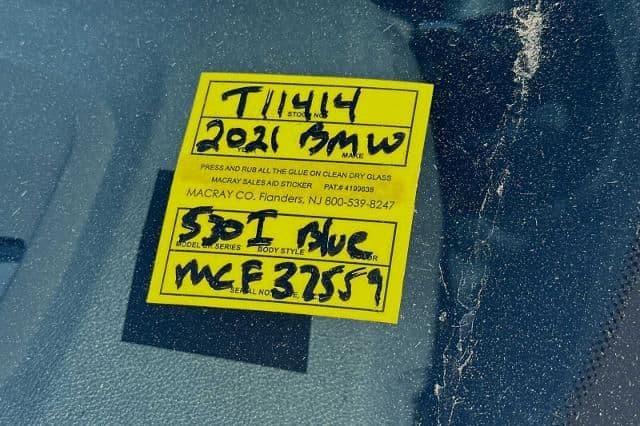 T11414
STOCK NO.
2021 BMW
YEAR MAKE
PRESS AND RUB ALL THE GLUE ON CLEAN DRY GLASS
MACRAY SALES AID STICKER PAT.# 4199035
MACRAY CO. Flanders, NJ 800-539-8247
530I Blue
MODEL OR SERIES BODY STYLE COLOR
MCF37559
SERIAL NO.